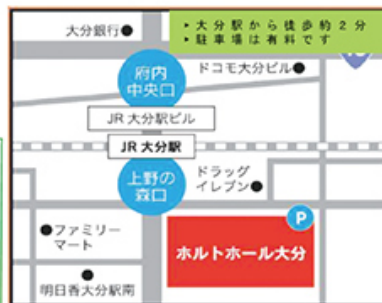 大分銀行●
▸大分駅から徒歩約2分
▸駐車場は有料です
府内
中央口
ドコモ大分ビル●
JR 大分駅ビル
JR 大分駅
上野の
森口
ドラッグ
イレブン●
P
●ファミリー
マート
ホルトホール大分
明日香大分駅南